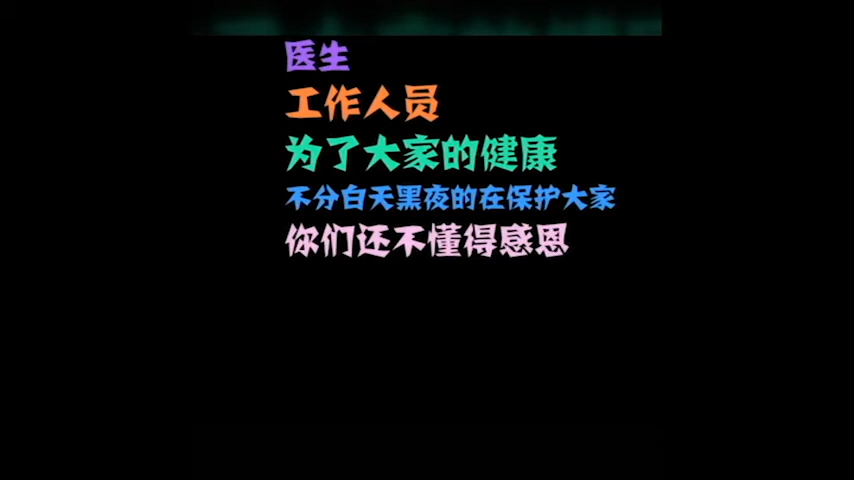 医生
工作人员
为了大家的健康
不分白天黑夜的在保护大家
你们还不懂得感恩